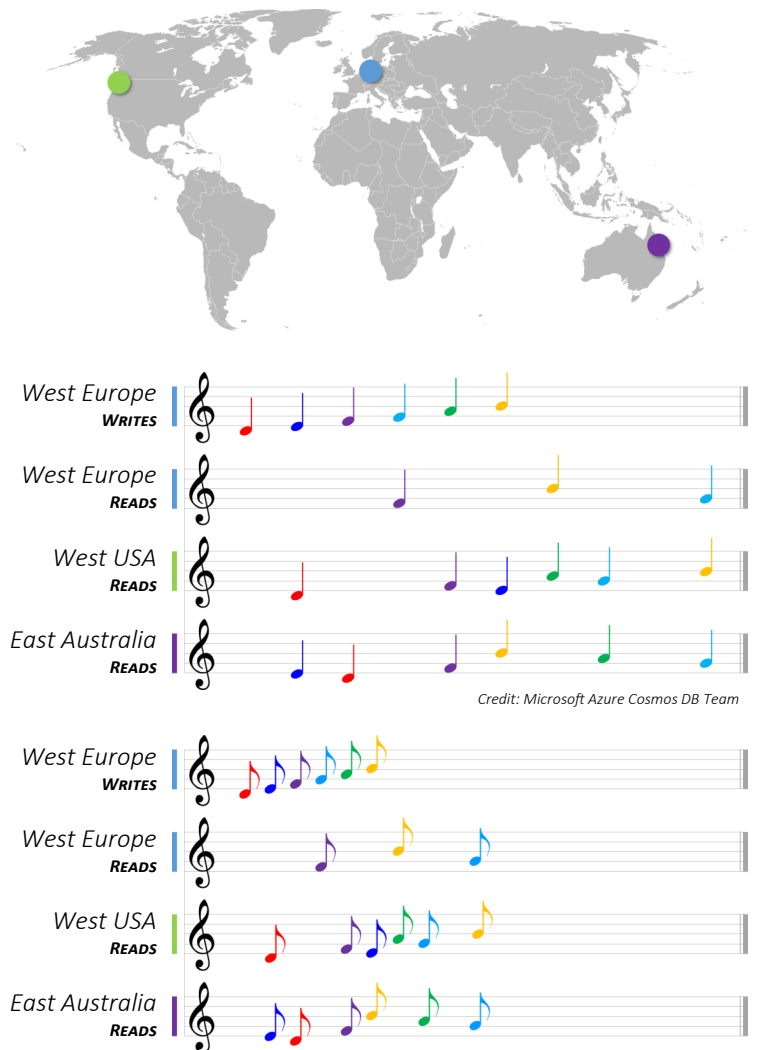 West Europe
WRITES
West Europe
READS
West USA
READS
East Australia
READS
Credit: Microsoft Azure Cosmos DB Team
West Europe
WRITES
West Europe
READS
West USA
READS
East Australia
READS